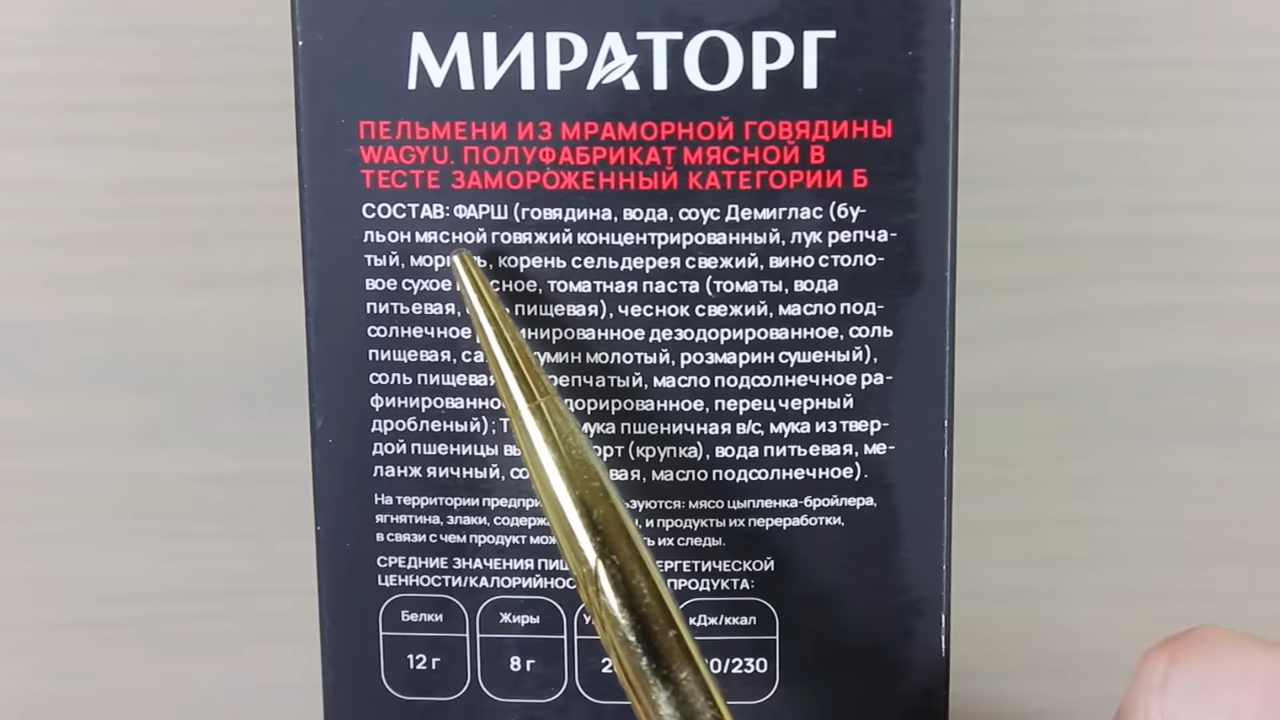 МИРАТОРГ
ПЕЛЬМЕНИ ИЗ МРАМОРНОЙ ГОВЯДИНЫ
WAGYU. ПОЛУФАБРИКАТ МЯСНОЙ В
ТЕСТЕ ЗАМОРОЖЕННЫЙ КАТЕГОРИИ Б
СОСТАВ: ФАРШ (говядина, вода, соус Демиглас (бу-
льон мясной говяжий концентрированный, лук репча-
тый, корень сельдерея свежий, вино столо-
вое сухое томатная паста (томаты, вода
питьевая, пищевая), чеснок свежий, масло под-
солнечное дезодорированное, соль
пищевая, молотый, розмарин сушеный),
соль пищевая репчатый, масло подсолнечное ра-
перец черный
дробленый); мука пшеничная в/с, мука из твер-
дой пшеницы (крупка), вода питьевая, ме-
ланж яичный, масло подсолнечное).
На территории мясо цыпленка-бройлера,
ягнятина, злаки, и продукты их переработки,
в связи с чем продукт их следы.
СРЕДНИЕ ЗНАЧЕНИЯ
ПРОДУКТА:
Белки Жиры кДж/ккал
12 г 8 г /230